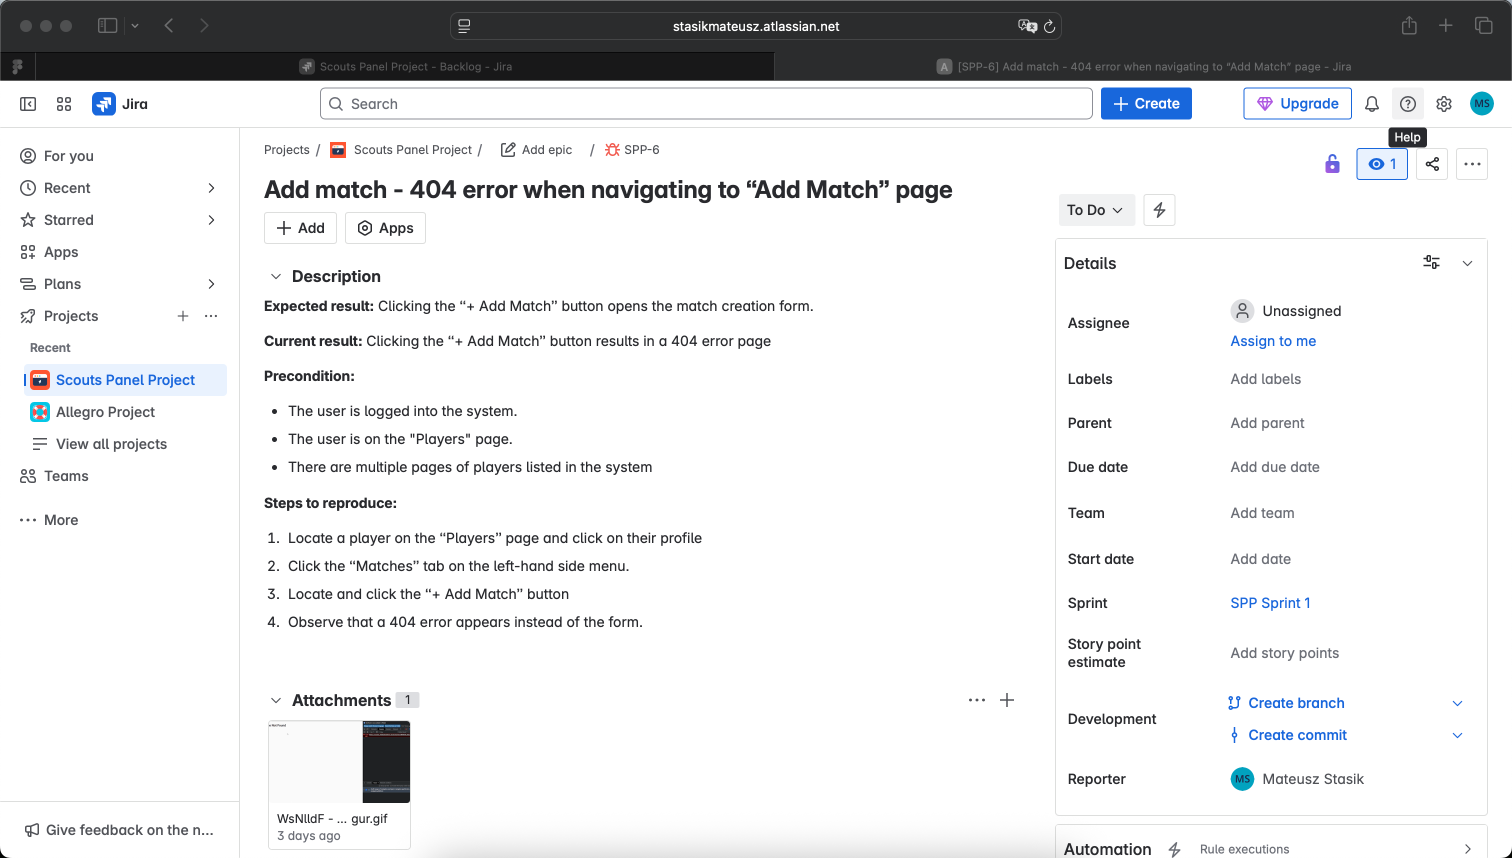 stasikmateusz.atlassian.net
Scouts Panel Project - Backlog - Jira
A [SPP-6] Add match - 404 error when navigating to “Add Match” page - Jira
Jira
Search
Create
Upgrade
MS
Help
For you
Recent
Starred
Apps
Plans
Projects
Recent
Scouts Panel Project
Allegro Project
View all projects
Teams
More
Give feedback on the n...
Projects / Scouts Panel Project / Add epic / SPP-6
1
Add match - 404 error when navigating to “Add Match” page
Add
Apps
Description
Expected result: Clicking the “+ Add Match” button opens the match creation form.
Current result: Clicking the “+ Add Match” button results in a 404 error page
Precondition:
• The user is logged into the system.
• The user is on the "Players" page.
• There are multiple pages of players listed in the system
Steps to reproduce:
1. Locate a player on the “Players” page and click on their profile
2. Click the “Matches” tab on the left-hand side menu.
3. Locate and click the “+ Add Match” button
4. Observe that a 404 error appears instead of the form.
Attachments 1
WsNlldF - ... gur.gif
3 days ago
To Do
Details
Assignee
Unassigned
Assign to me
Labels
Add labels
Parent
Add parent
Due date
Add due date
Team
Add team
Start date
Add date
Sprint
SPP Sprint 1
Story point
estimate
Add story points
Development
Create branch
Create commit
Reporter
MS Mateusz Stasik
Automation
Rule executions